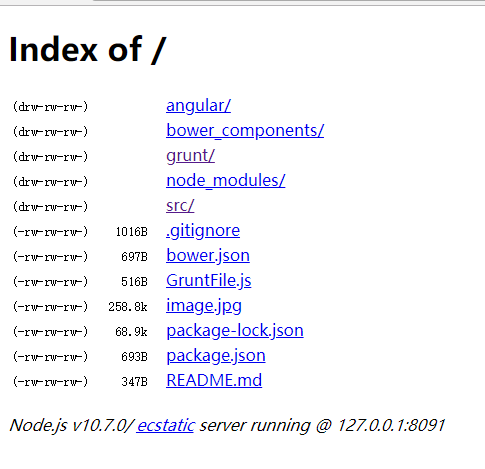 Index of /
(drw-rw-rw-) angular/
(drw-rw-rw-) bower_components/
(drw-rw-rw-) grunt/
(drw-rw-rw-) node_modules/
(drw-rw-rw-) src/
(-rw-rw-rw-) 1016B .gitignore
(-rw-rw-rw-) 697B bower.json
(-rw-rw-rw-) 516B GruntFile.js
(-rw-rw-rw-) 258.8k image.jpg
(-rw-rw-rw-) 68.9k package-lock.json
(-rw-rw-rw-) 693B package.json
(-rw-rw-rw-) 347B README.md
Node.js v10.7.0/ ecstatic server running @ 127.0.0.1:8091